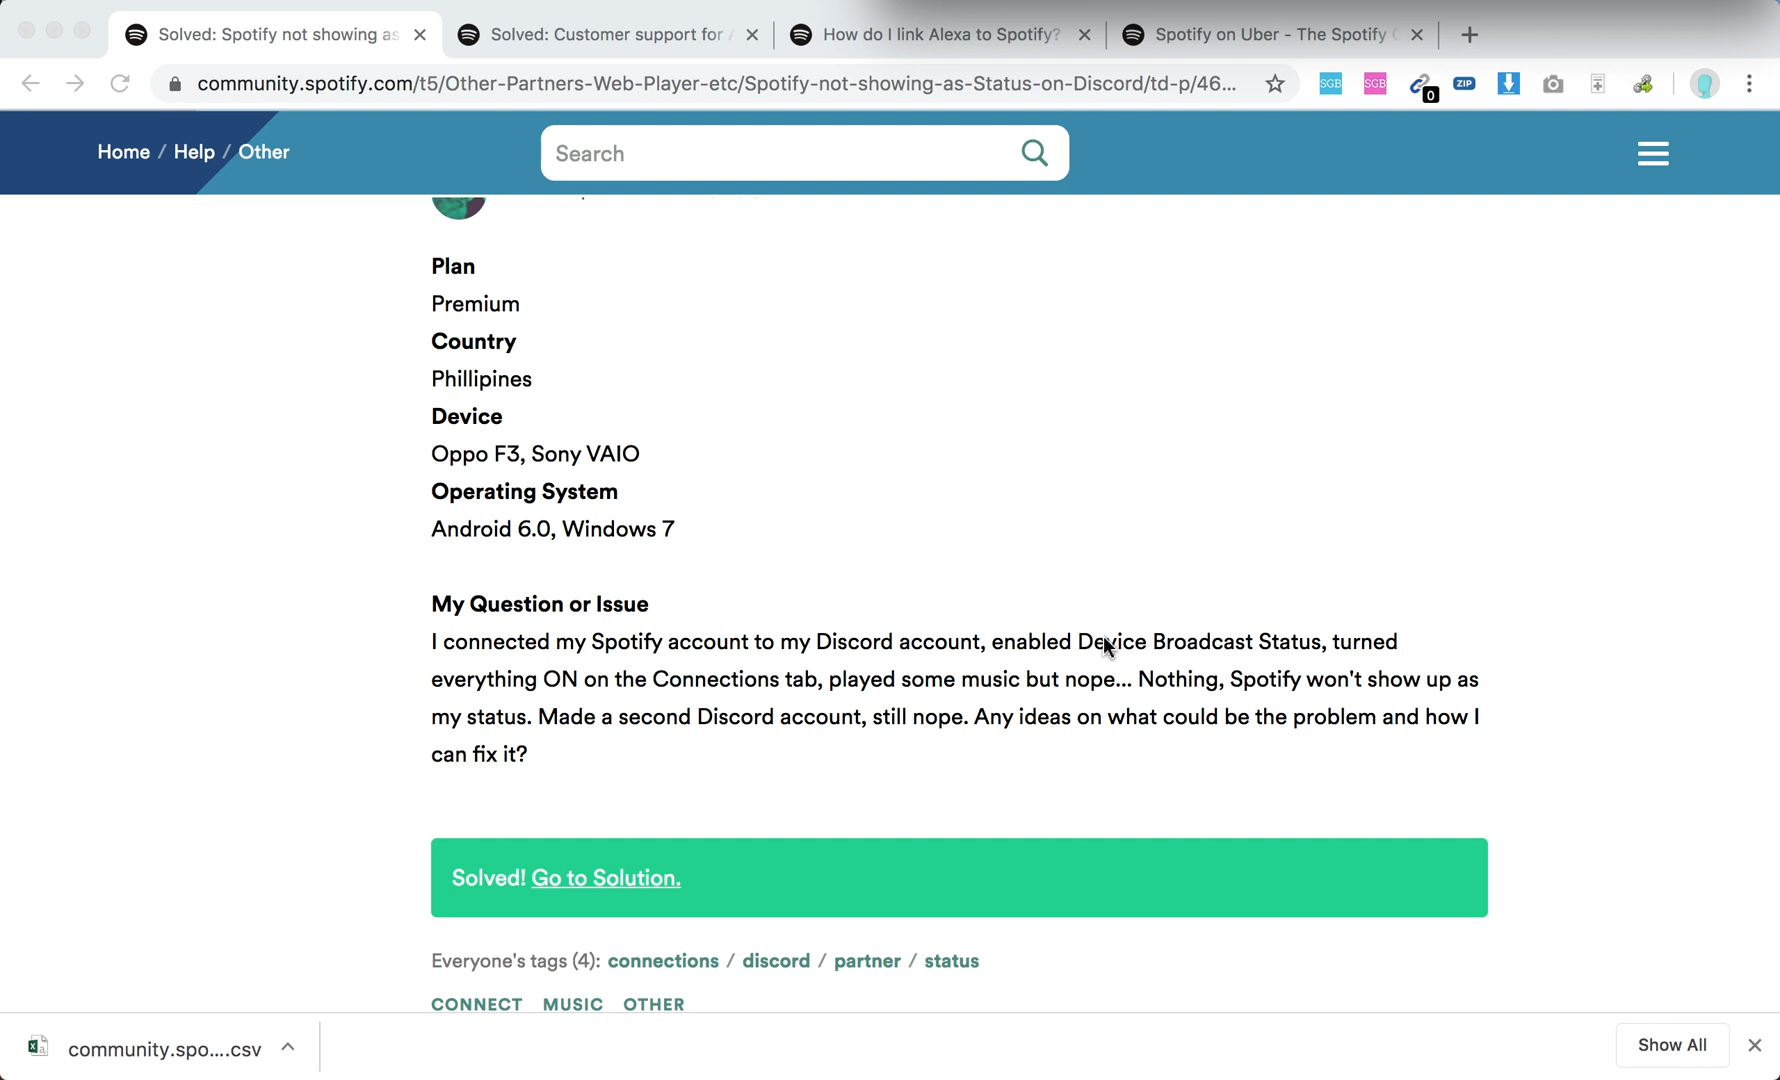 Solved: Spotify not showing as
Solved: Customer support for
How do I link Alexa to Spotify?
Spotify on Uber - The Spotify
community.spotify.com/t5/Other-Partners-Web-Player-etc/Spotify-not-showing-as-Status-on-Discord/td-p/46...
SGB
SGB
0
ZIP
Home / Help / Other
Search
Plan
Premium
Country
Phillipines
Device
Oppo F3, Sony VAIO
Operating System
Android 6.0, Windows 7
My Question or Issue
I connected my Spotify account to my Discord account, enabled Device Broadcast Status, turned
everything ON on the Connections tab, played some music but nope... Nothing, Spotify won't show up as
my status. Made a second Discord account, still nope. Any ideas on what could be the problem and how I
can fix it?
Solved! Go to Solution.
Everyone's tags (4): connections / discord / partner / status
CONNECT MUSIC OTHER
community.spo....csv
Show All